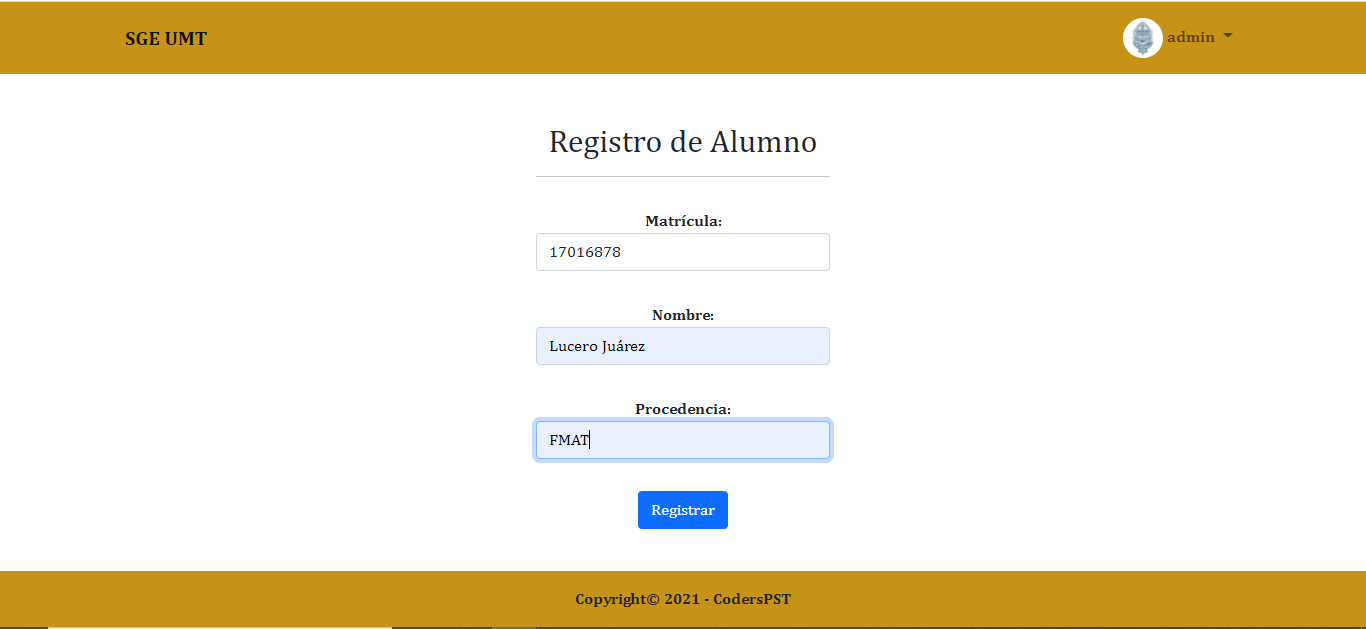 SGE UMT
admin
Registro de Alumno
Matrícula:
17016878
Nombre:
Lucero Juárez
Procedencia:
FMAT
Registrar
Copyright© 2021 - CodersPST